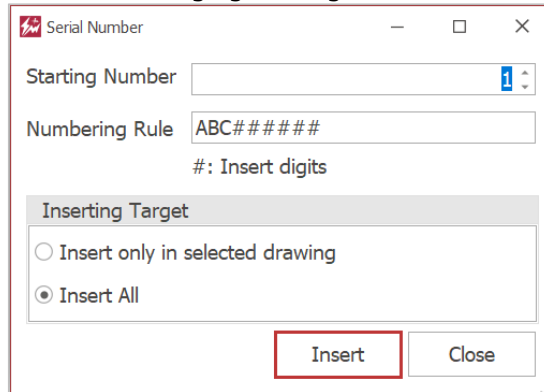 Serial Number
Starting Number 1
Numbering Rule ABC######
#: Insert digits
Inserting Target
Insert only in selected drawing
Insert All
Insert Close